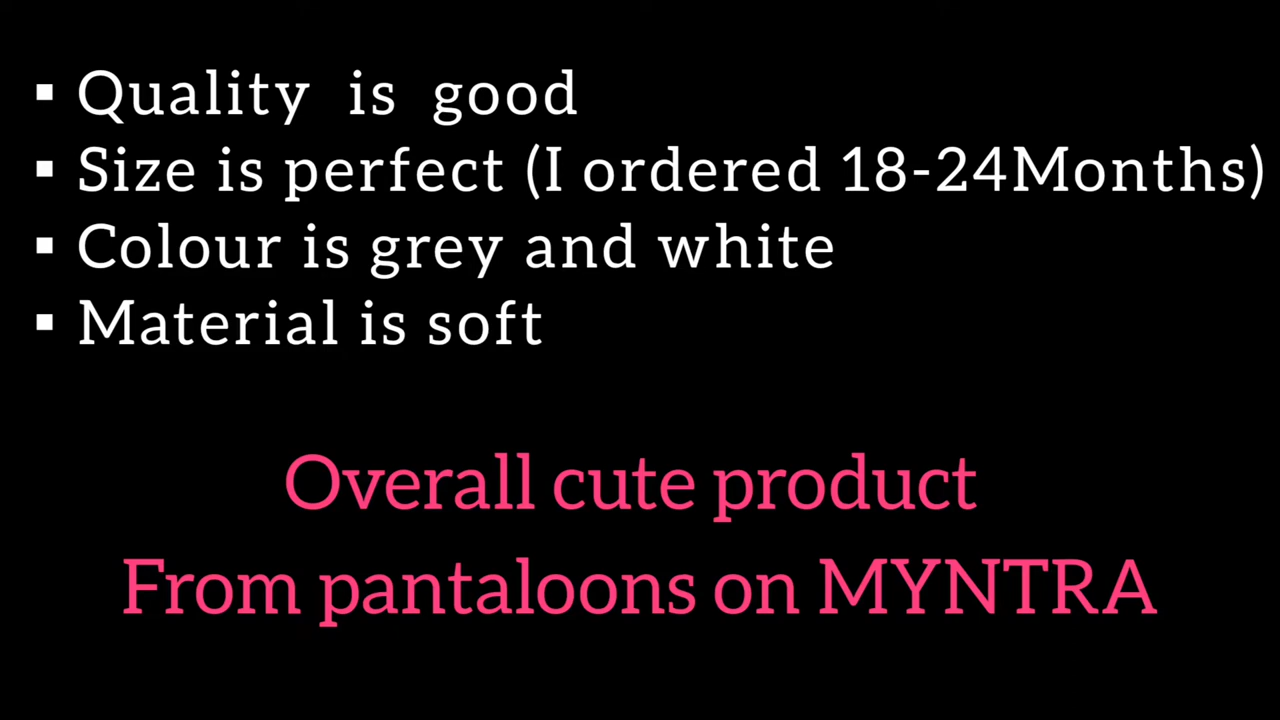 ▪ Quality is good
▪ Size is perfect (I ordered 18-24Months)
▪ Colour is grey and white
▪ Material is soft
Overall cute product
From pantaloons on MYNTRA